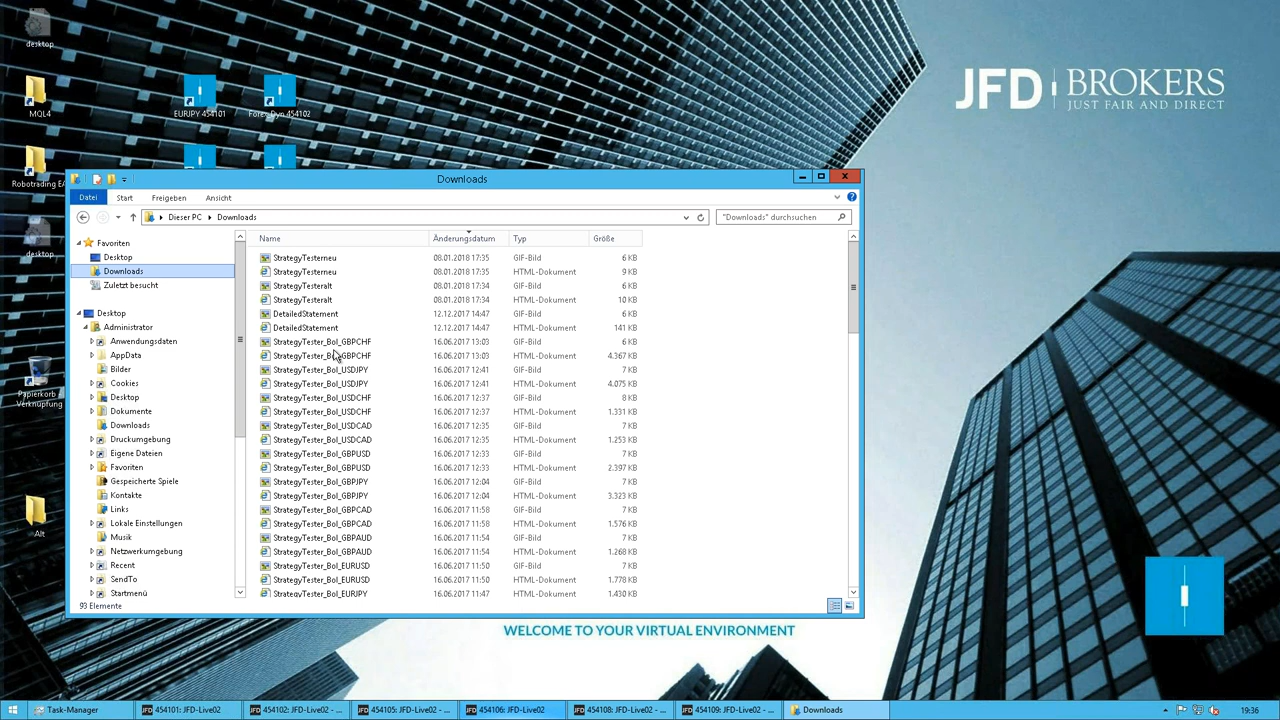 desktop
MQL4
EURJPY 454101
Forex Dyn 454102
Robotrading EA
desktop
Papierkorb
Verknüpfung
Alt
JFD BROKERS
JUST FAIR AND DIRECT
Downloads
Datei Start Freigeben Ansicht
Dieser PC Downloads "Downloads" durchsuchen
Favoriten
Desktop
Downloads
Zuletzt besucht
Desktop
Administrator
Anwendungsdaten
AppData
Bilder
Cookies
Desktop
Dokumente
Downloads
Druckumgebung
Eigene Dateien
Favoriten
Gespeicherte Spiele
Kontakte
Links
Lokale Einstellungen
Musik
Netzwerkumgebung
Recent
SendTo
Startmenü
Name Änderungsdatum Typ Größe
StrategyTesterneu 08.01.2018 17:35 GIF-Bild 6 KB
StrategyTesterneu 08.01.2018 17:35 HTML-Dokument 9 KB
StrategyTesteralt 08.01.2018 17:34 GIF-Bild 6 KB
StrategyTesteralt 08.01.2018 17:34 HTML-Dokument 10 KB
DetailedStatement 12.12.2017 14:47 GIF-Bild 6 KB
DetailedStatement 12.12.2017 14:47 HTML-Dokument 141 KB
StrategyTester_Bol_GBPCHF 16.06.2017 13:03 GIF-Bild 7 KB
StrategyTester_Bol_GBPCHF 16.06.2017 13:03 HTML-Dokument 4.367 KB
StrategyTester_Bol_USDJPY 16.06.2017 12:41 GIF-Bild 7 KB
StrategyTester_Bol_USDJPY 16.06.2017 12:41 HTML-Dokument 4.075 KB
StrategyTester_Bol_USDCHF 16.06.2017 12:37 GIF-Bild 8 KB
StrategyTester_Bol_USDCHF 16.06.2017 12:37 HTML-Dokument 1.331 KB
StrategyTester_Bol_USDCAD 16.06.2017 12:35 GIF-Bild 7 KB
StrategyTester_Bol_USDCAD 16.06.2017 12:35 HTML-Dokument 1.253 KB
StrategyTester_Bol_GBPUSD 16.06.2017 12:33 GIF-Bild 7 KB
StrategyTester_Bol_GBPUSD 16.06.2017 12:33 HTML-Dokument 2.397 KB
StrategyTester_Bol_GBPJPY 16.06.2017 12:04 GIF-Bild 7 KB
StrategyTester_Bol_GBPJPY 16.06.2017 12:04 HTML-Dokument 3.323 KB
StrategyTester_Bol_GBPCAD 16.06.2017 11:58 GIF-Bild 7 KB
StrategyTester_Bol_GBPCAD 16.06.2017 11:58 HTML-Dokument 1.576 KB
StrategyTester_Bol_GBPAUD 16.06.2017 11:54 GIF-Bild 7 KB
StrategyTester_Bol_GBPAUD 16.06.2017 11:54 HTML-Dokument 1.268 KB
StrategyTester_Bol_EURUSD 16.06.2017 11:50 GIF-Bild 7 KB
StrategyTester_Bol_EURUSD 16.06.2017 11:50 HTML-Dokument 1.778 KB
StrategyTester_Bol_EURJPY 16.06.2017 11:47 HTML-Dokument 1.430 KB
93 Elemente
WELCOME TO YOUR VIRTUAL ENVIRONMENT
Task-Manager 454101: JFD-Live02 454102: JFD-Live02 - ... 454105: JFD-Live02 - ... 454106: JFD-Live02 454108: JFD-Live02 - ... 454109: JFD-Live02 - ... Downloads 19:36